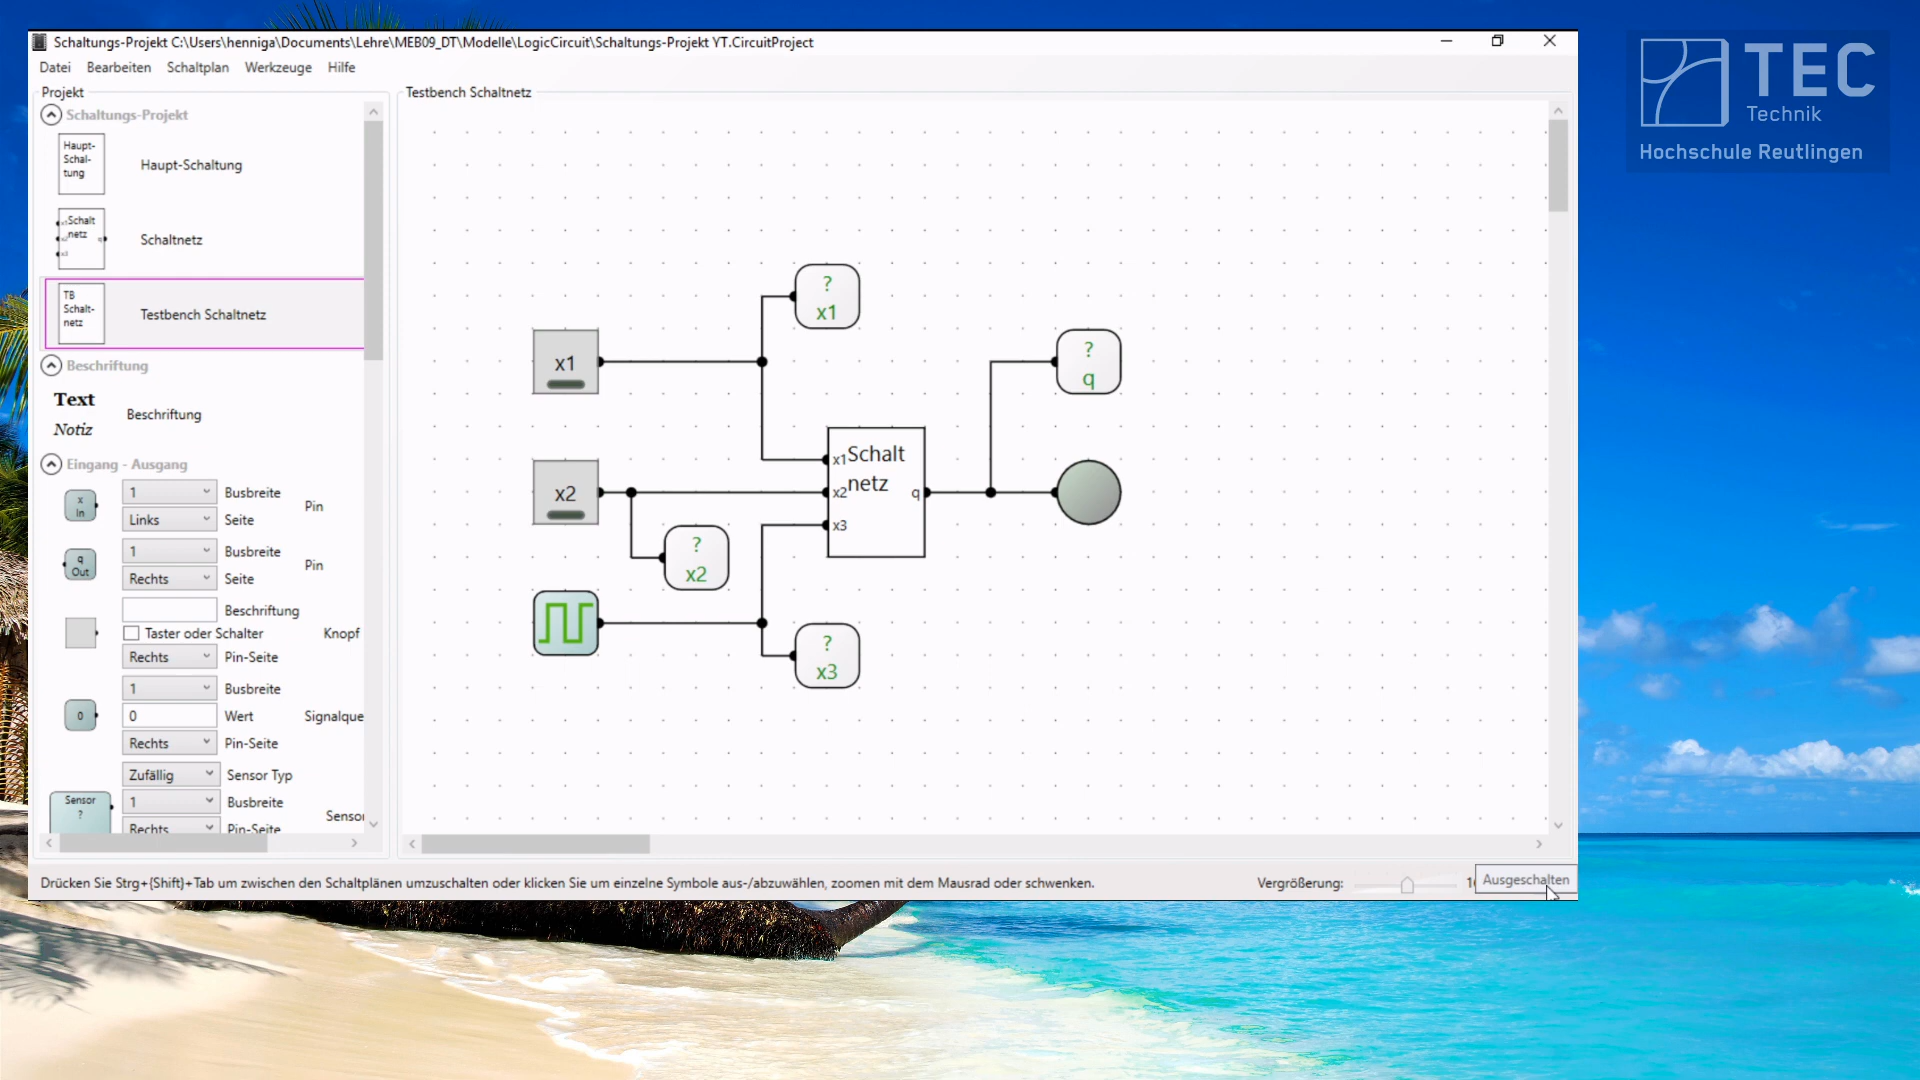 Schaltungs-Projekt C:\Users\henniga\Documents\Lehre\MEB09_DT\Modelle\LogicCircuit\Schaltungs-Projekt YT.CircuitProject
Datei Bearbeiten Schaltplan Werkzeuge Hilfe
Projekt
Schaltungs-Projekt
Haupt-
Schal-
tung
Haupt-Schaltung
Schalt
netz
x1
x2
x3
q
Schaltnetz
TB
Schalt-
netz
Testbench Schaltnetz
Beschriftung
Text
Notiz
Beschriftung
Eingang - Ausgang
x
In
1 Busbreite
Links Seite
Pin
q
Out
1 Busbreite
Rechts Seite
Pin
Beschriftung
Taster oder Schalter
Knopf
Rechts Pin-Seite
0
1 Busbreite
0 Wert
Signalque
Rechts Pin-Seite
Zufällig Sensor Typ
Sensor
?
1 Busbreite
Sensor
Rechts Pin-Seite
Testbench Schaltnetz
?
x1
x1
?
q
x1
x2
x3
Schalt
netz
q
x2
?
x2
?
x3
Drücken Sie Strg+{Shift}+Tab um zwischen den Schaltplänen umzuschalten oder klicken Sie um einzelne Symbole aus-/abzuwählen, zoomen mit dem Mausrad oder schwenken.
Vergrößerung:
Ausgeschalten
TEC
Technik
Hochschule Reutlingen